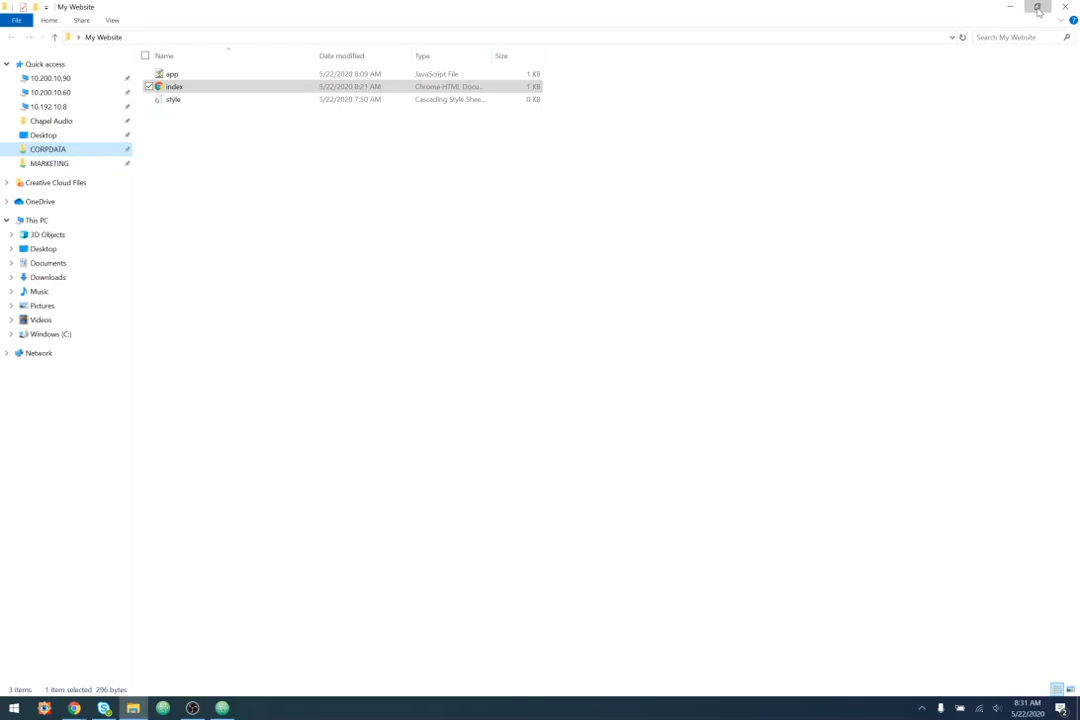 My Website
File Home Share View
My Website Search My Website
Name Date modified Type Size
Quick access
10.200.10.90
10.200.10.60
10.192.10.8
Chapel Audio
Desktop
CORPDATA
MARKETING
Creative Cloud Files
OneDrive
This PC
3D Objects
Desktop
Documents
Downloads
Music
Pictures
Videos
Windows (C:)
Network
app 5/22/2020 8:09 AM JavaScript File 1 KB
index 5/22/2020 8:21 AM Chrome HTML Docu... 1 KB
style 5/22/2020 7:50 AM Cascading Style Shee... 0 KB
3 items 1 item selected 296 bytes
8:31 AM
5/22/2020
2